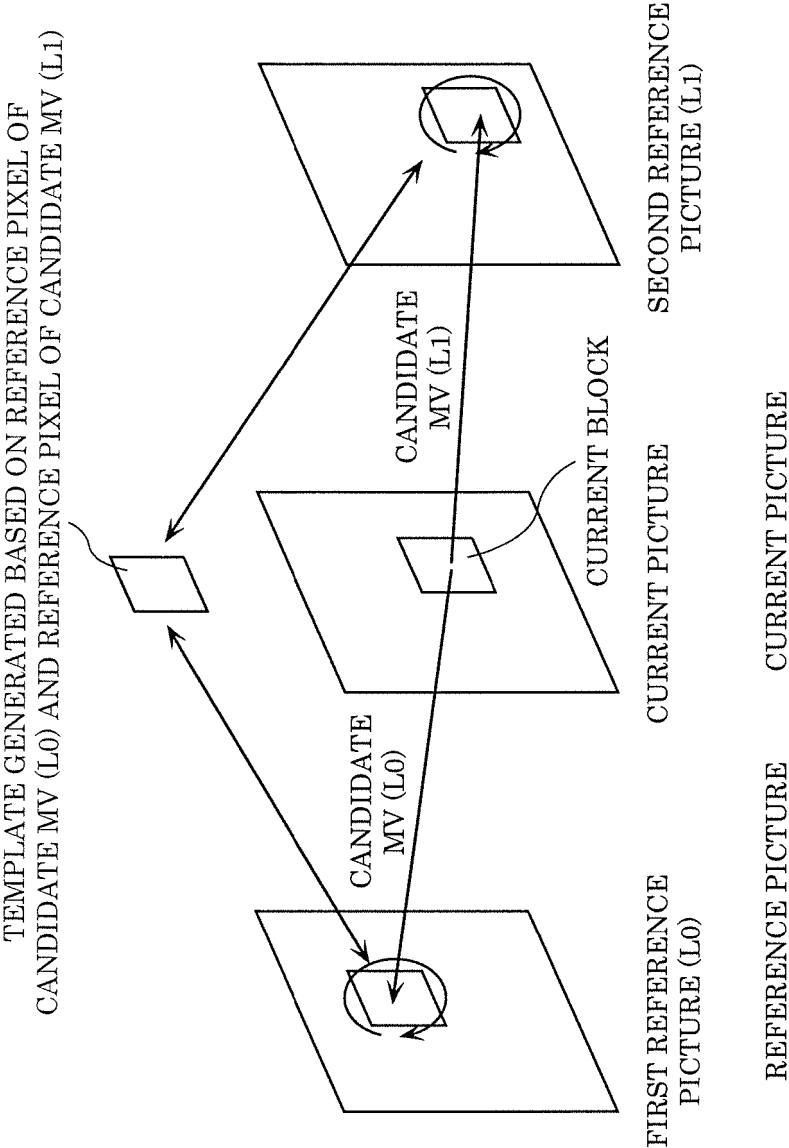 TEMPLATE GENERATED BASED ON REFERENCE PIXEL OF
CANDIDATE MV (L0) AND REFERENCE PIXEL OF CANDIDATE MV (L1)
CANDIDATE
MV (L0)
CANDIDATE
MV (L1)
CURRENT BLOCK
FIRST REFERENCE
PICTURE (L0)
CURRENT PICTURE
SECOND REFERENCE
PICTURE (L1)
REFERENCE PICTURE
CURRENT PICTURE